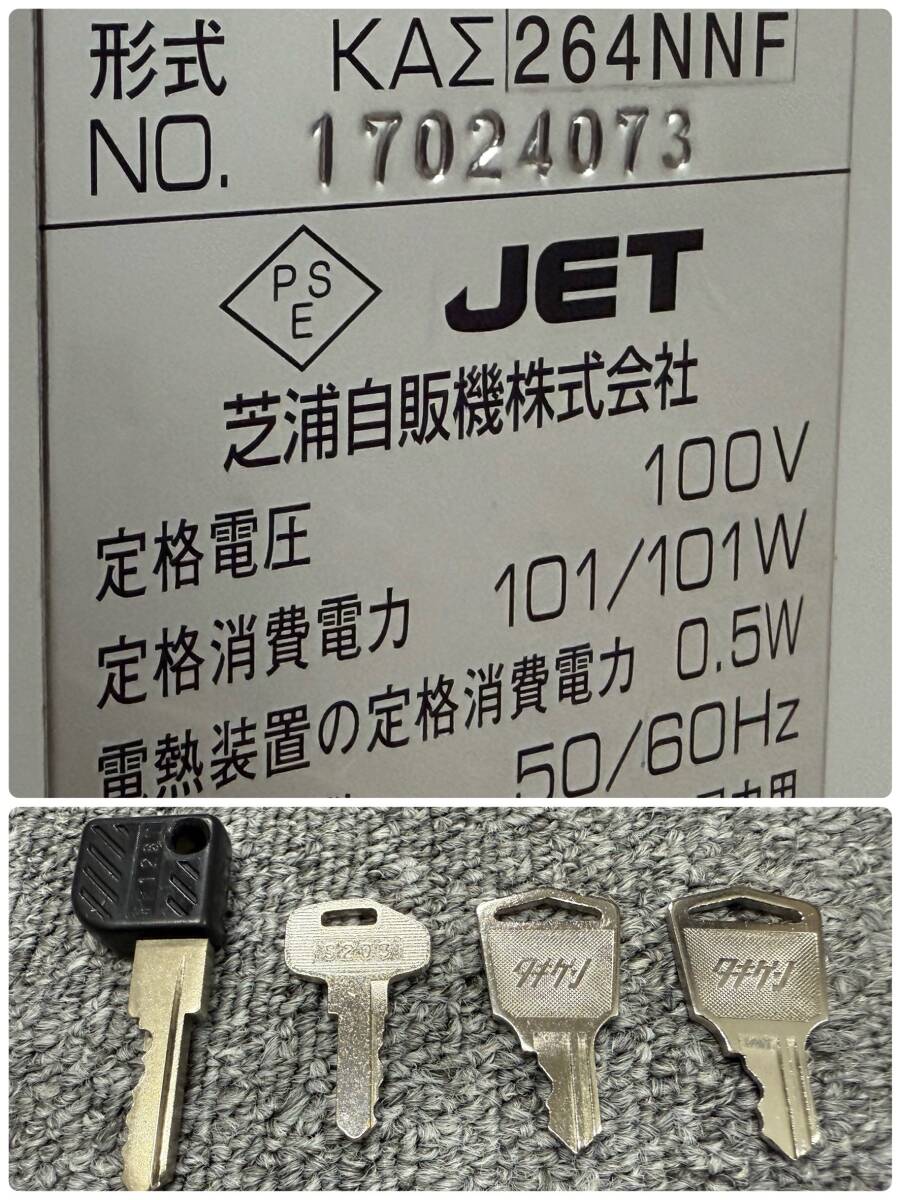 形式 KAΣ 264NNF
NO. 17024073
PSE JET
芝浦自販機株式会社
定格電圧 100V
定格消費電力 101/101W
電熱装置の定格消費電力 0.5W
50/60Hz
タキゲン
タキゲン